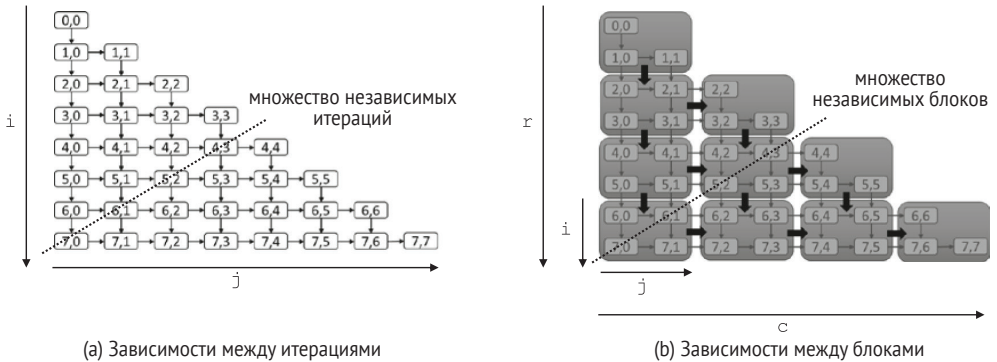 0,0
1,0 1,1
2,0 2,1 2,2
3,0 3,1 3,2 3,3
4,0 4,1 4,2 4,3 4,4
5,0 5,1 5,2 5,3 5,4 5,5
6,0 6,1 6,2 6,3 6,4 6,5 6,6
7,0 7,1 7,2 7,3 7,4 7,5 7,6 7,7
i
j
множество независимых
итераций
(a) Зависимости между итерациями
0,0
1,0 1,1
2,0 2,1 2,2
3,0 3,1 3,2 3,3
4,0 4,1 4,2 4,3 4,4
5,0 5,1 5,2 5,3 5,4 5,5
6,0 6,1 6,2 6,3 6,4 6,5 6,6
7,0 7,1 7,2 7,3 7,4 7,5 7,6 7,7
r
i
j
c
множество
независимых блоков
(b) Зависимости между блоками